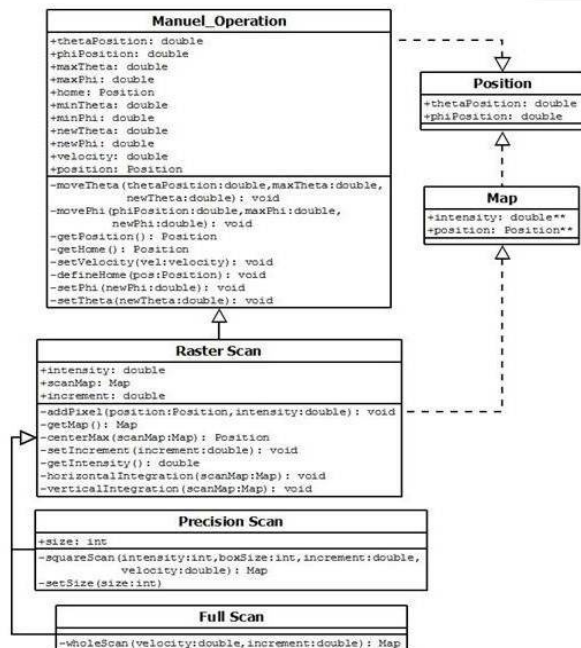 Manuel_Operation
+thetaPosition: double
+phiPosition: double
+maxTheta: double
+maxPhi: double
+home: Position
+minTheta: double
+minPhi: double
+newTheta: double
+newPhi: double
+velocity: double
+position: Position
-moveTheta(thetaPosition:double,maxTheta:double,
newTheta:double): void
-movePhi(phiPosition:double,maxPhi:double,
newPhi:double): void
-getPosition(): Position
-getHome(): Position
-setVelocity(vel:velocity): void
-defineHome(pos:Position): void
-setPhi(newPhi:double): void
-setTheta(newTheta:double): void
Position
+thetaPosition: double
+phiPosition: double
Map
+intensity: double**
+position: Position**
Raster Scan
+intensity: double
+scanMap: Map
+increment: double
-addPixel(position:Position,intensity:double): void
-getMap(): Map
-centerMax(scanMap:Map): Position
-setIncrement(increment:double): void
-getIntensity(): double
-horizontalIntegration(scanMap:Map): void
-verticalIntegration(scanMap:Map): void
Precision Scan
+size: int
-squareScan(intensity:int,boxSize:int,increment:double,
velocity:double): Map
-setSize(size:int)
Full Scan
-wholeScan(velocity:double,increment:double): Map